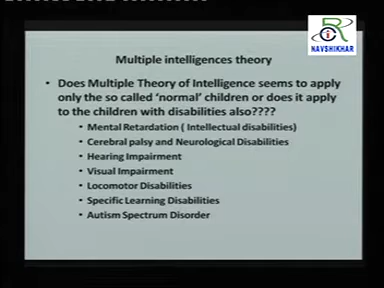 R
i
NAVSHIKHAR
Multiple intelligences theory
• Does Multiple Theory of Intelligence seems to apply
only the so called 'normal' children or does it apply
to the children with disabilities also????
• Mental Retardation ( Intellectual disabilities)
• Cerebral palsy and Neurological Disabilities
• Hearing Impairment
• Visual Impairment
• Locomotor Disabilities
• Specific Learning Disabilities
• Autism Spectrum Disorder